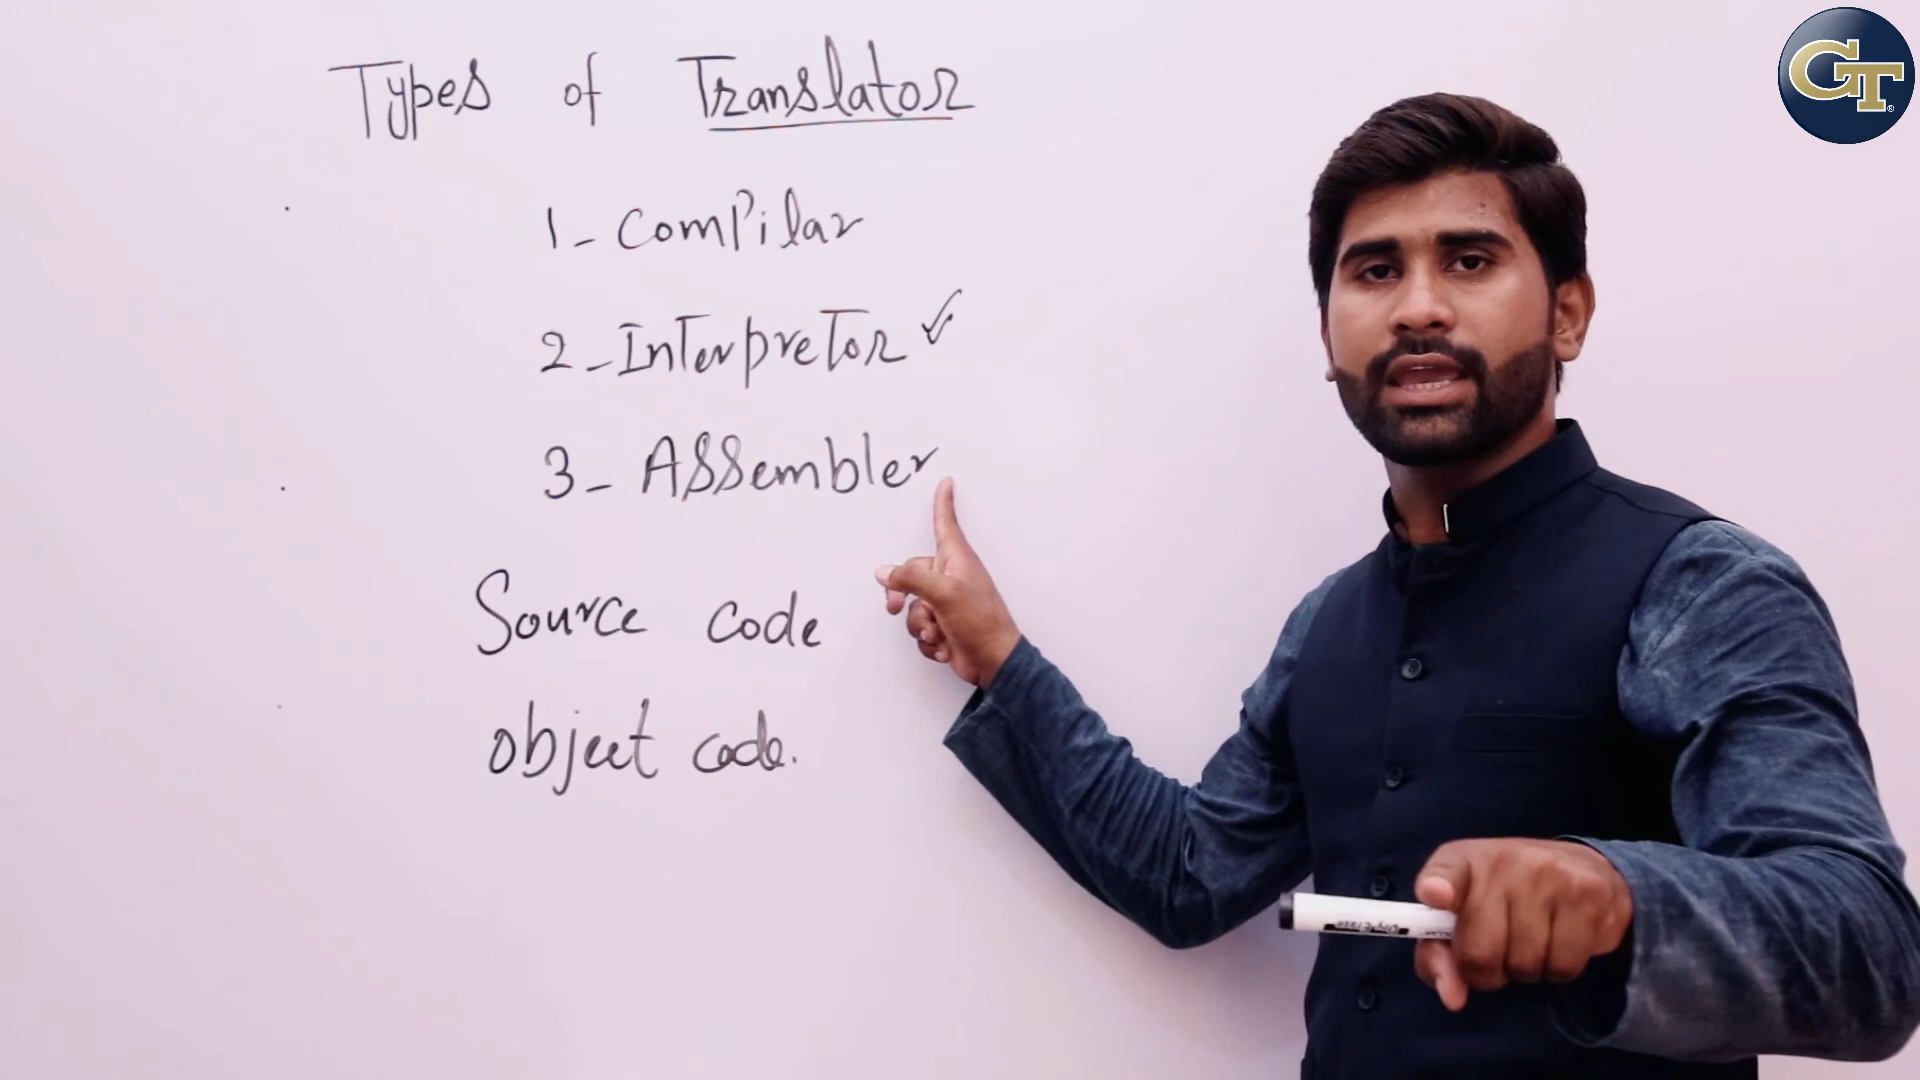 Types of Translator
1- Compilar
2- Interpretor ✓
3- Assembler
Source code
object code.
GT